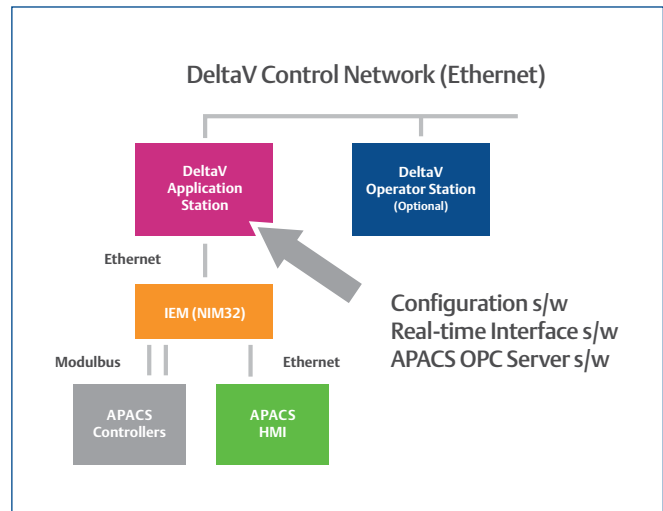 DeltaV Control Network (Ethernet)
DeltaV
Application
Station
DeltaV
Operator Station
(Optional)
Ethernet
IEM (NIM32)
Configuration s/w
Real-time Interface s/w
APACS OPC Server s/w
Modulbus
Ethernet
APACS
Controllers
APACS
HMI